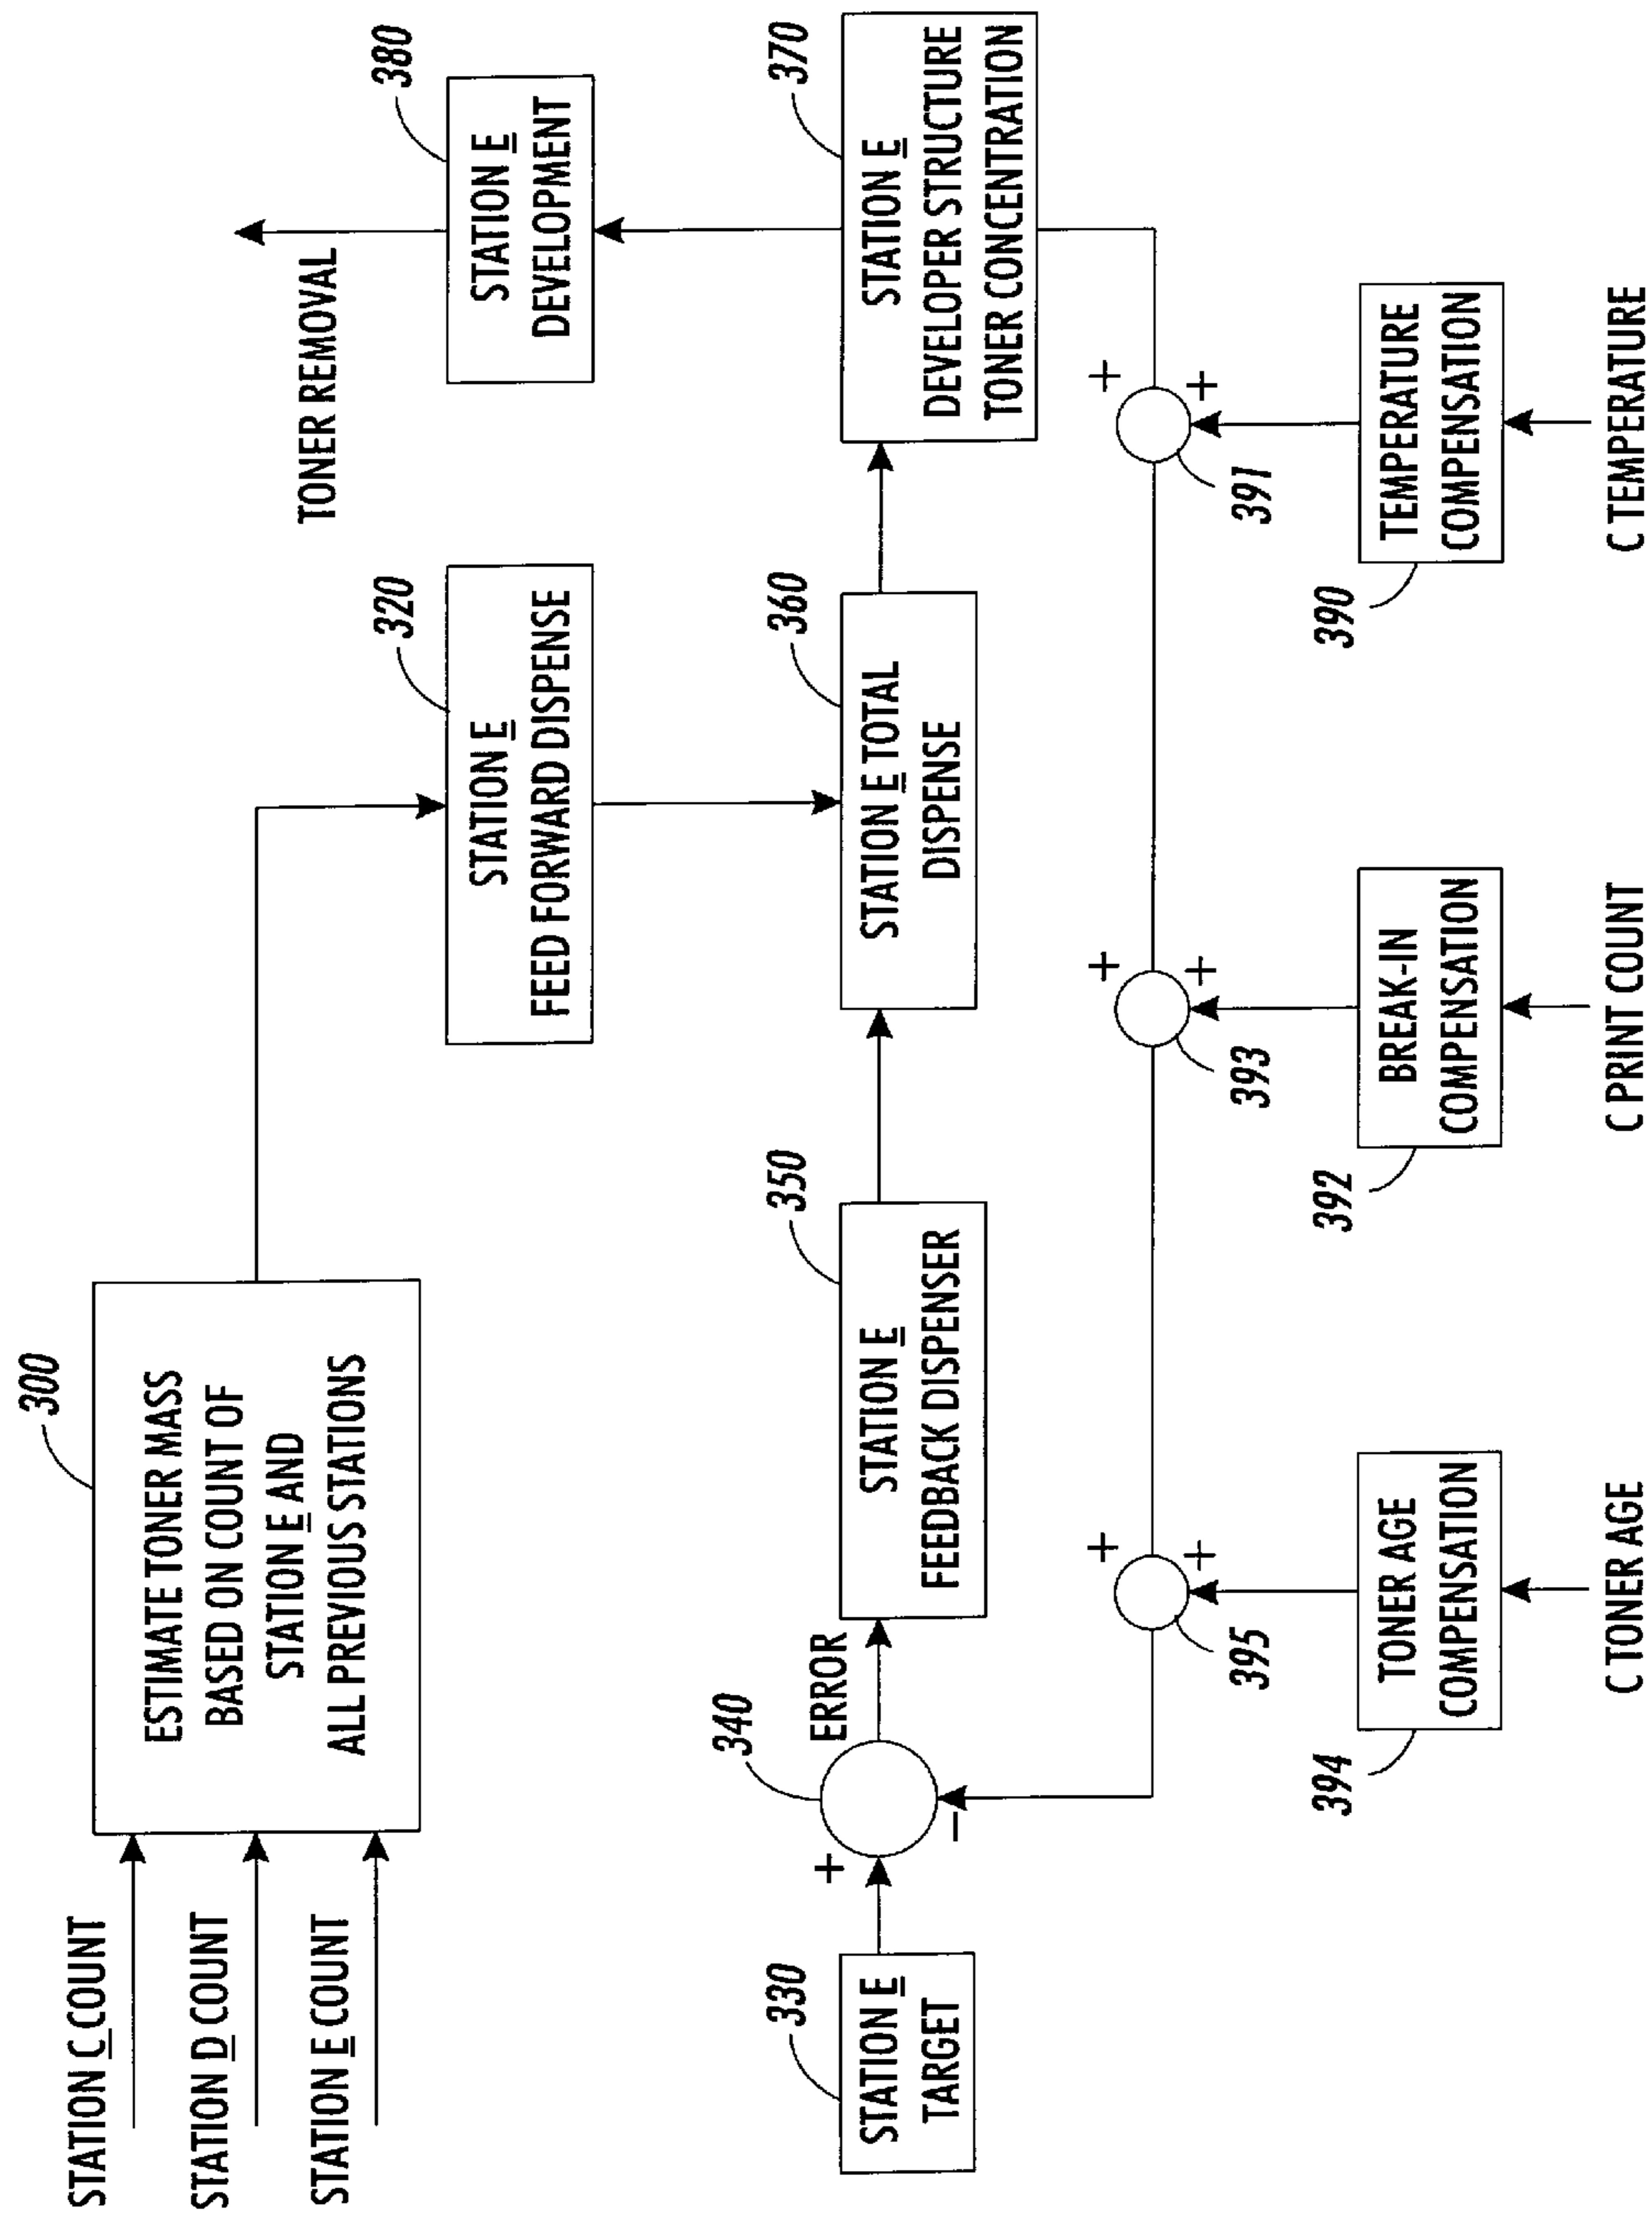 STATION C COUNT
STATION D COUNT
STATION E COUNT
300
ESTIMATE TONER MASS
BASED ON COUNT OF
STATION E AND
ALL PREVIOUS STATIONS
320
STATION E
FEED FORWARD DISPENSE
TONER REMOVAL
380
STATION E
DEVELOPMENT
330
STATION E
TARGET
+
−
340
ERROR
350
STATION E
FEEDBACK DISPENSER
360
STATION E TOTAL
DISPENSE
370
STATION E
DEVELOPER STRUCTURE
TONER CONCENTRATION
+
+
395
+
+
393
+
+
391
394
TONER AGE
COMPENSATION
C TONER AGE
392
BREAK-IN
COMPENSATION
C PRINT COUNT
390
TEMPERATURE
COMPENSATION
C TEMPERATURE